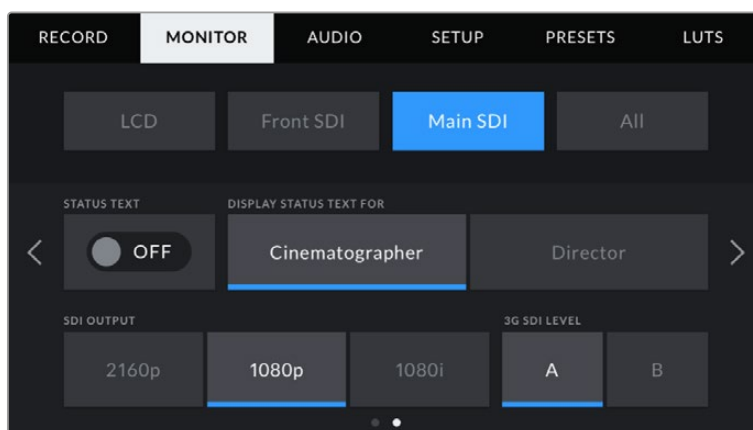 RECORD MONITOR AUDIO SETUP PRESETS LUTS
LCD Front SDI Main SDI All
STATUS TEXT DISPLAY STATUS TEXT FOR
OFF Cinematographer Director
SDI OUTPUT 3G SDI LEVEL
2160p 1080p 1080i A B